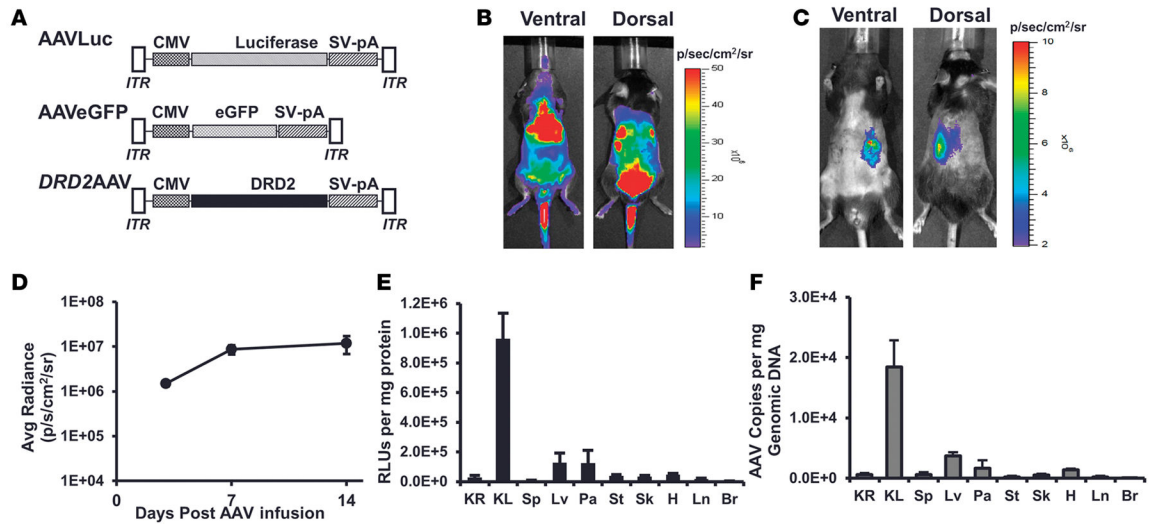 A
AAVLuc
CMV Luciferase SV-pA
ITR ITR
AAVeGFP
CMV eGFP SV-pA
ITR ITR
DRD2AAV
CMV DRD2 SV-pA
ITR ITR
B
Ventral Dorsal
p/sec/cm²/sr
50
40
30
20
10
x10⁶
C
Ventral Dorsal
p/sec/cm²/sr
10
8
6
4
2
x10⁶
D
Avg Radiance
(p/s/cm²/sr)
1E+08
1E+07
1E+06
1E+05
1E+04
0 7 14
Days Post AAV infusion
E
RLUs per mg protein
1.2E+6
1.0E+6
8.0E+5
6.0E+5
4.0E+5
2.0E+5
0.0E+0
KR KL Sp Lv Pa St Sk H Ln Br
F
AAV Copies per mg
Genomic DNA
3.0E+4
2.0E+4
1.0E+4
0.0E+0
KR KL Sp Lv Pa St Sk H Ln Br